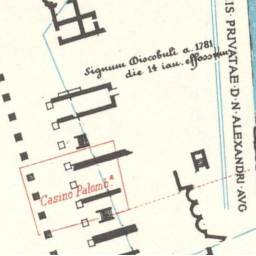 Signum Discobuli a. 1781
die 14 ian. effossum
IS PRIVATAE · D · N · ALEXANDRI · AVG
Casino Palomb.ª